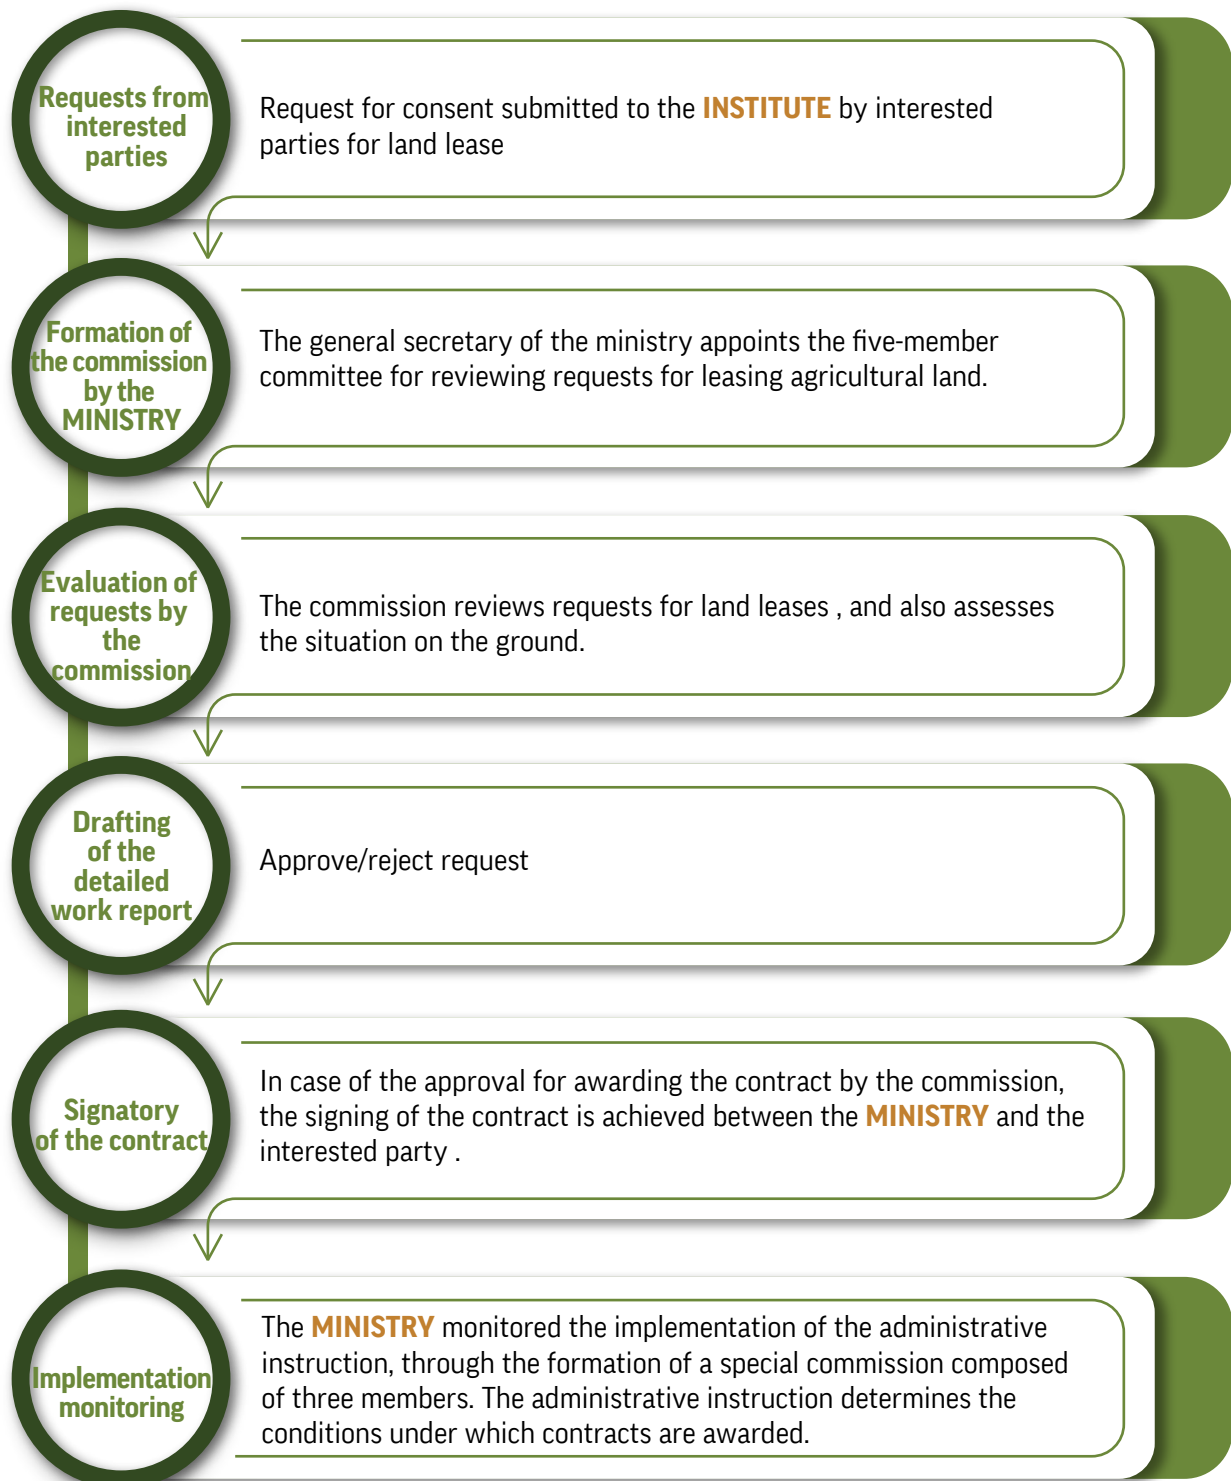 Requests from
interested
parties
Request for consent submitted to the INSTITUTE by interested
parties for land lease
Formation of
the commission
by the
MINISTRY
The general secretary of the ministry appoints the five-member
committee for reviewing requests for leasing agricultural land.
Evaluation of
requests by
the
commission
The commission reviews requests for land leases , and also assesses
the situation on the ground.
Drafting
of the
detailed
work report
Approve/reject request
Signatory
of the contract
In case of the approval for awarding the contract by the commission,
the signing of the contract is achieved between the MINISTRY and the
interested party .
Implementation
monitoring
The MINISTRY monitored the implementation of the administrative
instruction, through the formation of a special commission composed
of three members. The administrative instruction determines the
conditions under which contracts are awarded.